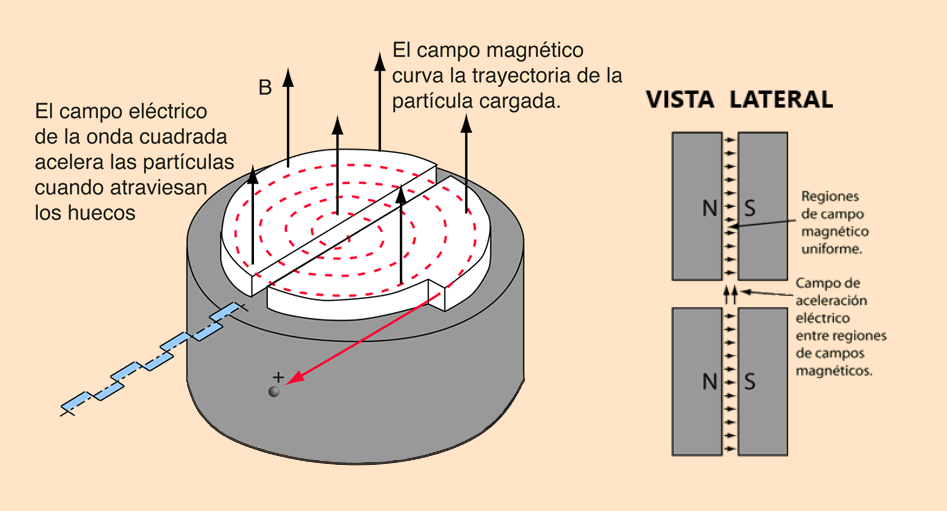 El campo eléctrico
de la onda cuadrada
acelera las partículas
cuando atraviesan
los huecos
B
El campo magnético
curva la trayectoria de la
partícula cargada.
+
VISTA LATERAL
N S
Regiones
de campo
magnético
uniforme.
Campo de
aceleración
eléctrico
entre regiones
de campos
magnéticos.
N S